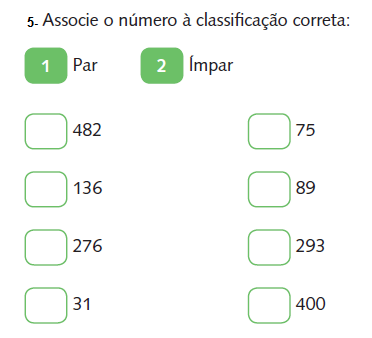 5- Associe o número à classificação correta:
1 Par 2 Ímpar
482 75
136 89
276 293
31 400